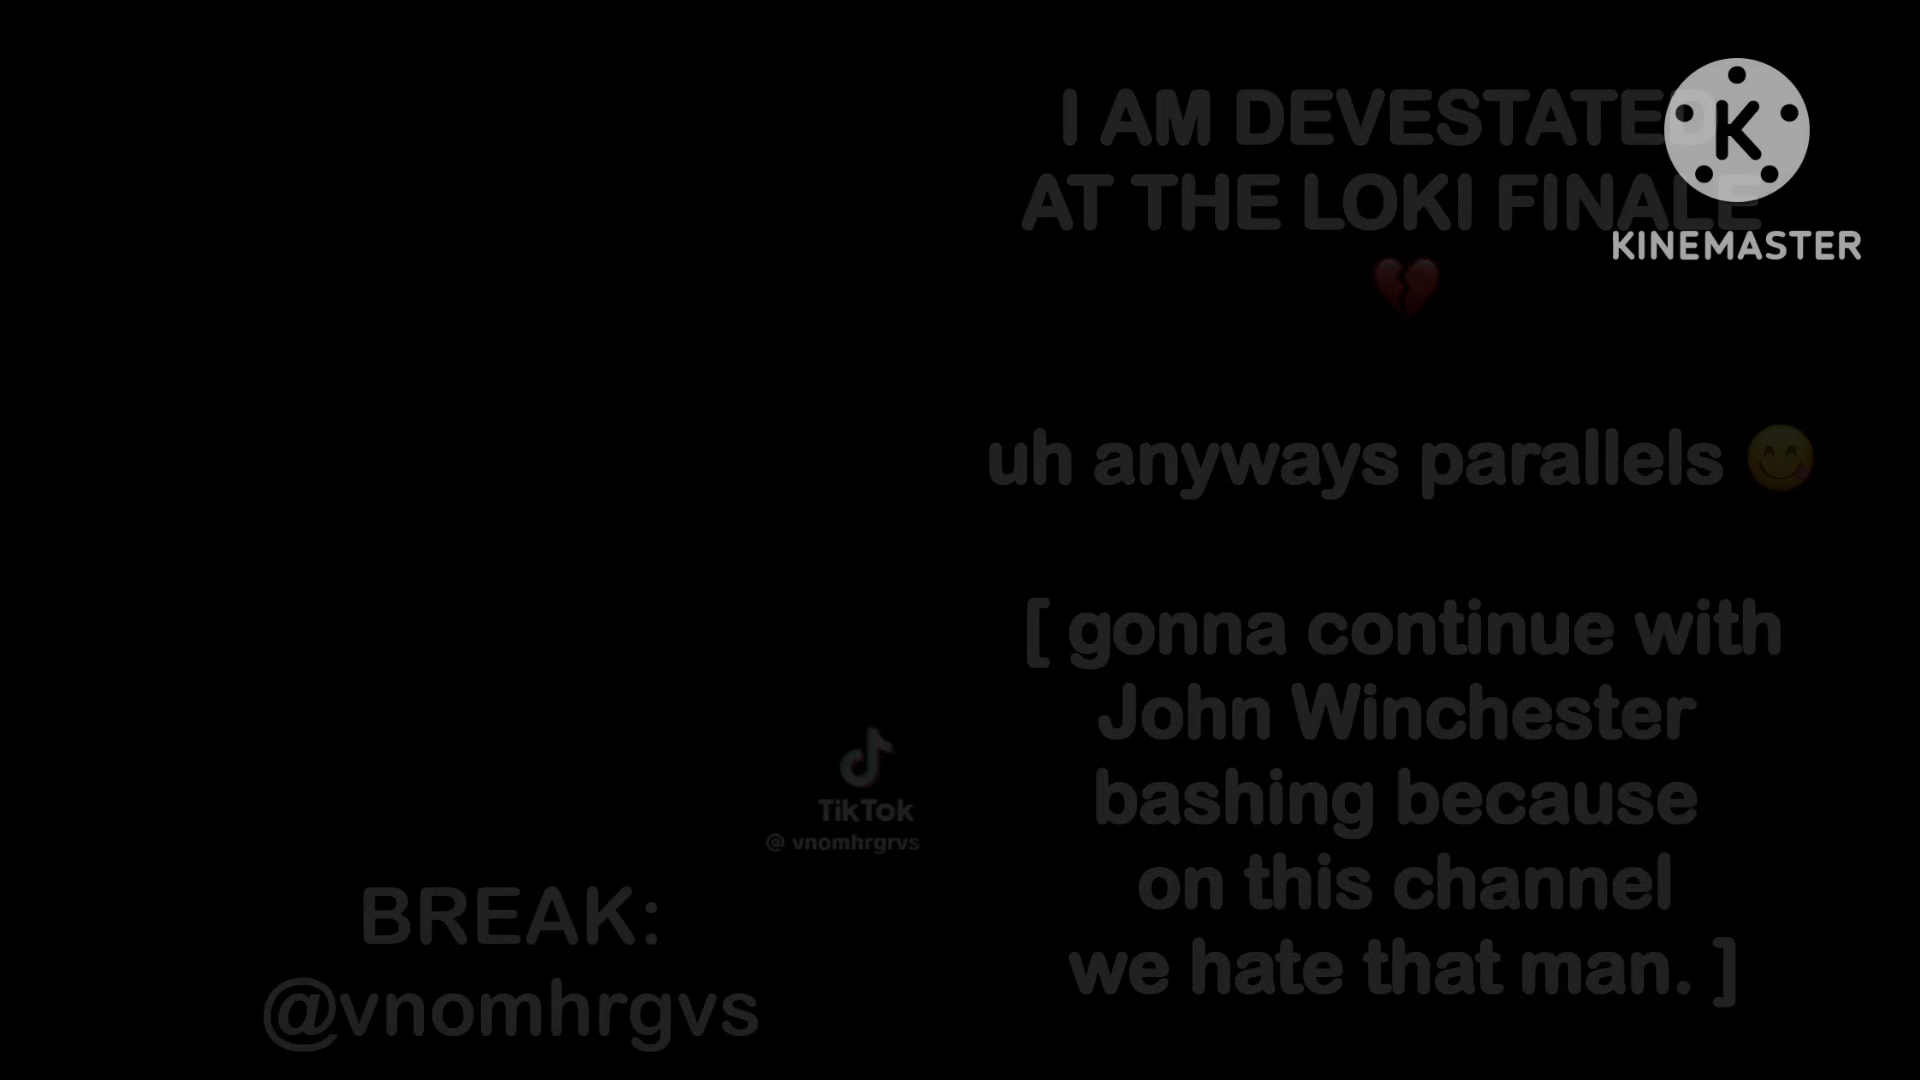 I AM DEVESTATED
AT THE LOKI FINALE
💔
KINEMASTER
uh anyways parallels 😋
[ gonna continue with
John Winchester
bashing because
on this channel
we hate that man. ]
TikTok
@ vnomhrgrvs
BREAK:
@vnomhrgvs